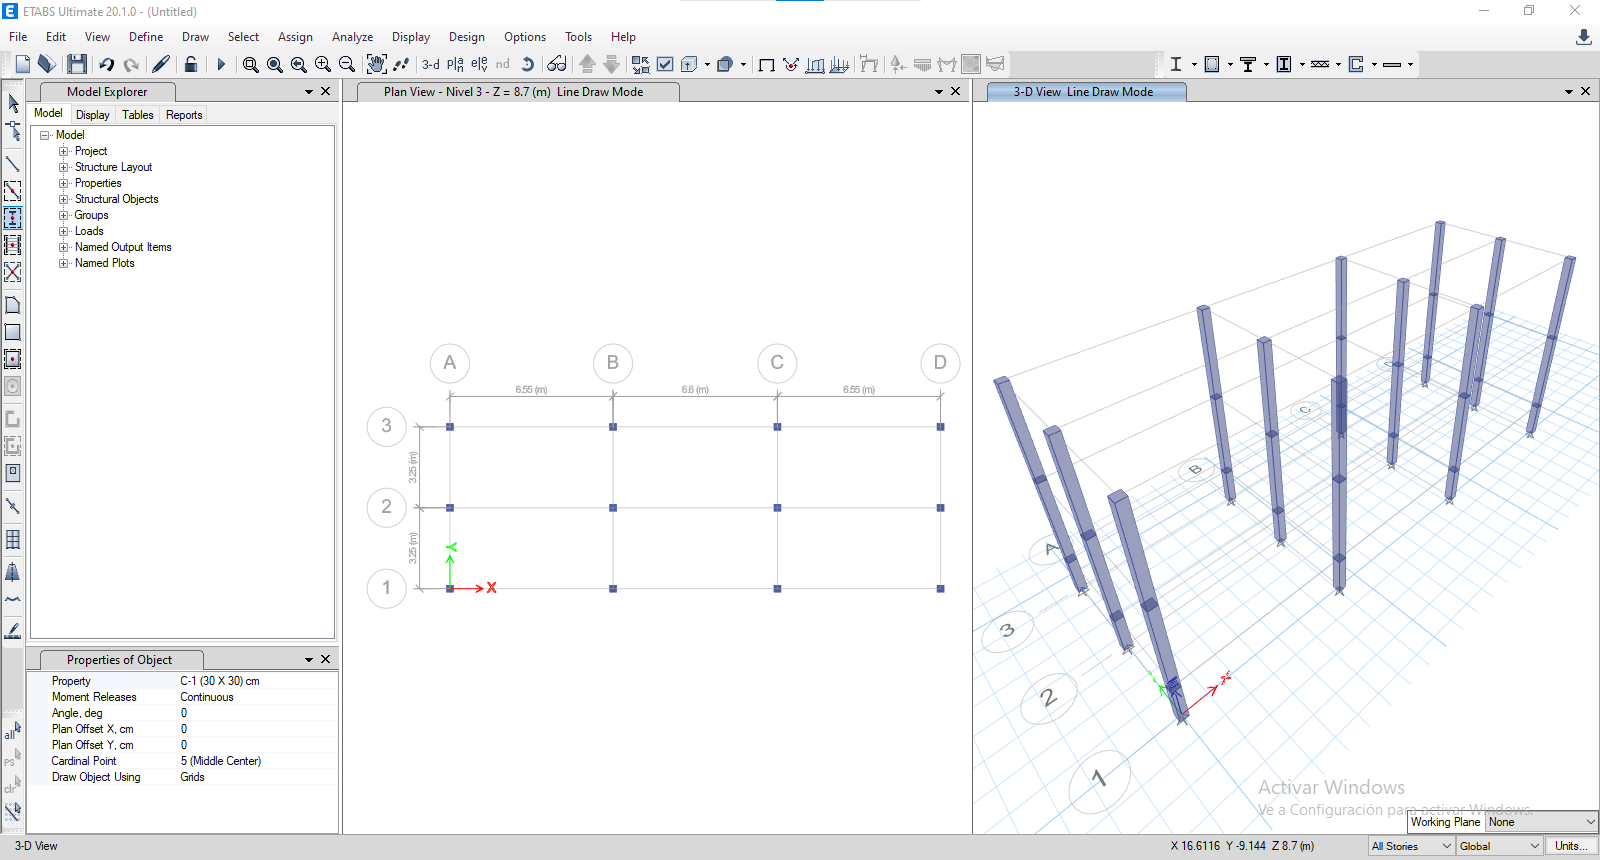 ETABS Ultimate 20.1.0 - (Untitled)
File Edit View Define Draw Select Assign Analyze Display Design Options Tools Help
3-d nd
Model Explorer
Model Display Tables Reports
Model
Project
Structure Layout
Properties
Structural Objects
Groups
Loads
Named Output Items
Named Plots
Properties of Object
Property C-1 (30 X 30) cm
Moment Releases Continuous
Angle, deg 0
Plan Offset X, cm 0
Plan Offset Y, cm 0
Cardinal Point 5 (Middle Center)
Draw Object Using Grids
all
PS
clr
Plan View - Nivel 3 - Z = 8.7 (m) Line Draw Mode
A B C D
6.55 (m) 6.6 (m) 6.55 (m)
3
3.25 (m)
2
3.25 (m)
1
Y
X
3-D View Line Draw Mode
C
B
A
3
2
1
X
Activar Windows
Ve a Configuración para activar Windows.
Working Plane None
3-D View
X 16.6116 Y -9.144 Z 8.7 (m)
All Stories Global Units...